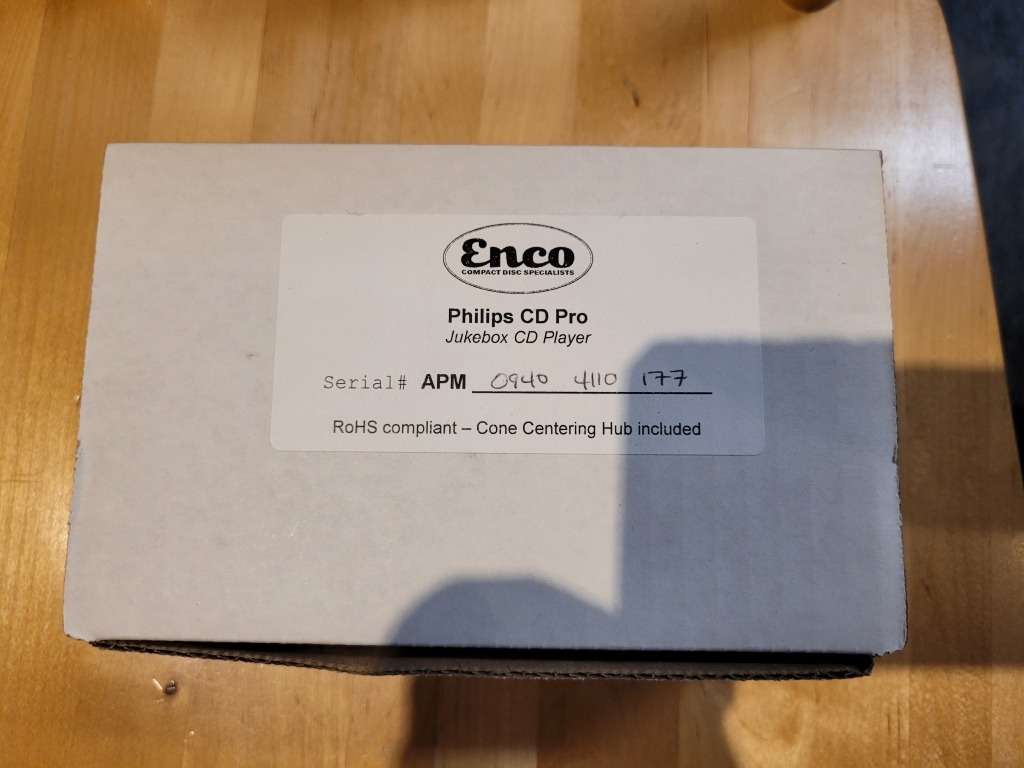 Enco
COMPACT DISC SPECIALISTS
Philips CD Pro
Jukebox CD Player
Serial# APM 0940 4110 177
RoHS compliant – Cone Centering Hub included